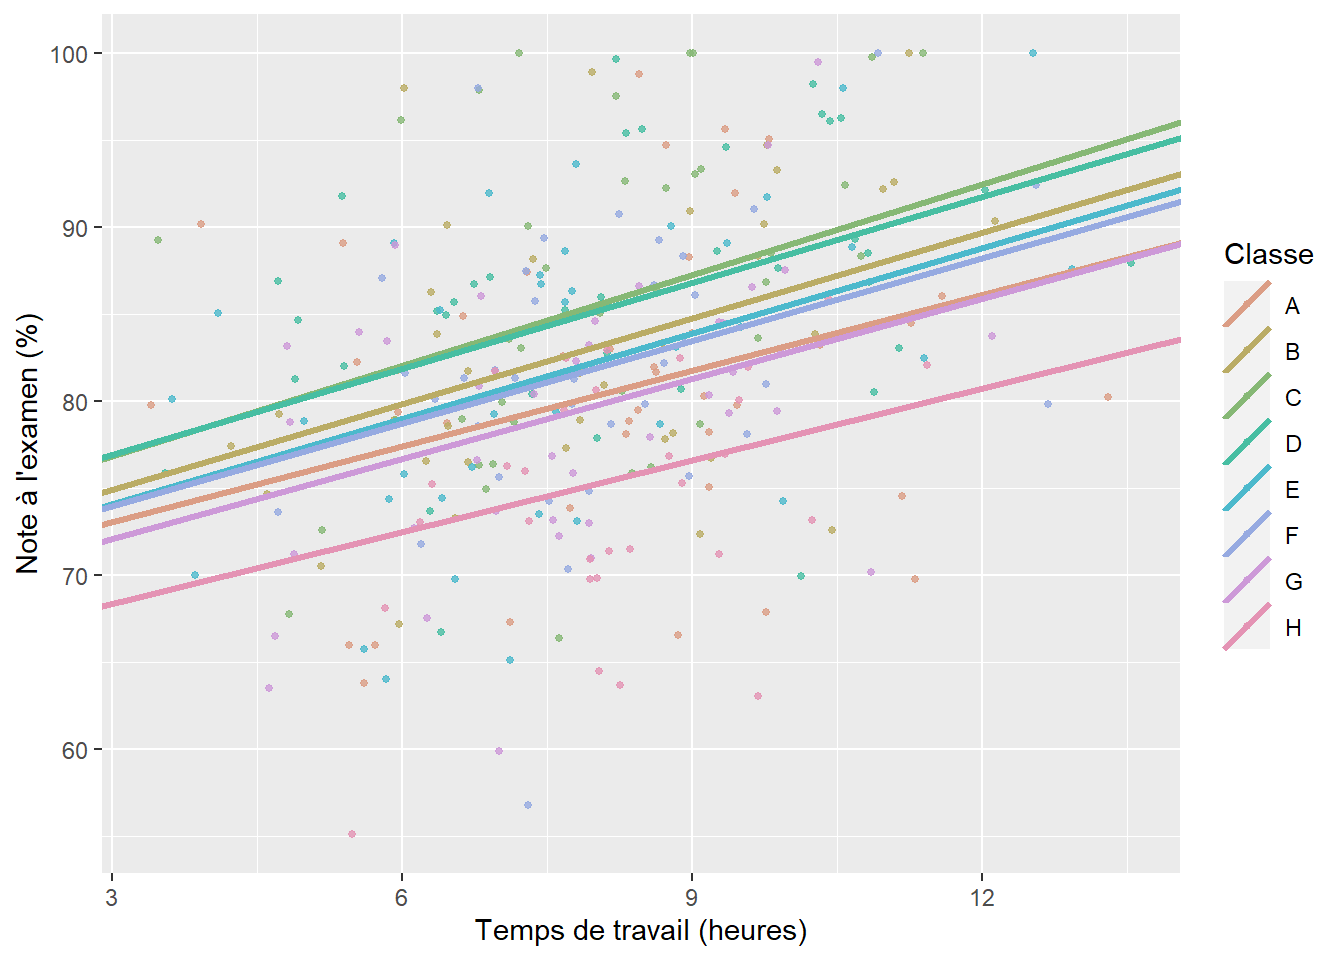 100
90
80
70
60
Note à l'examen (%)
3 6 9 12
Temps de travail (heures)
Classe
A
B
C
D
E
F
G
H